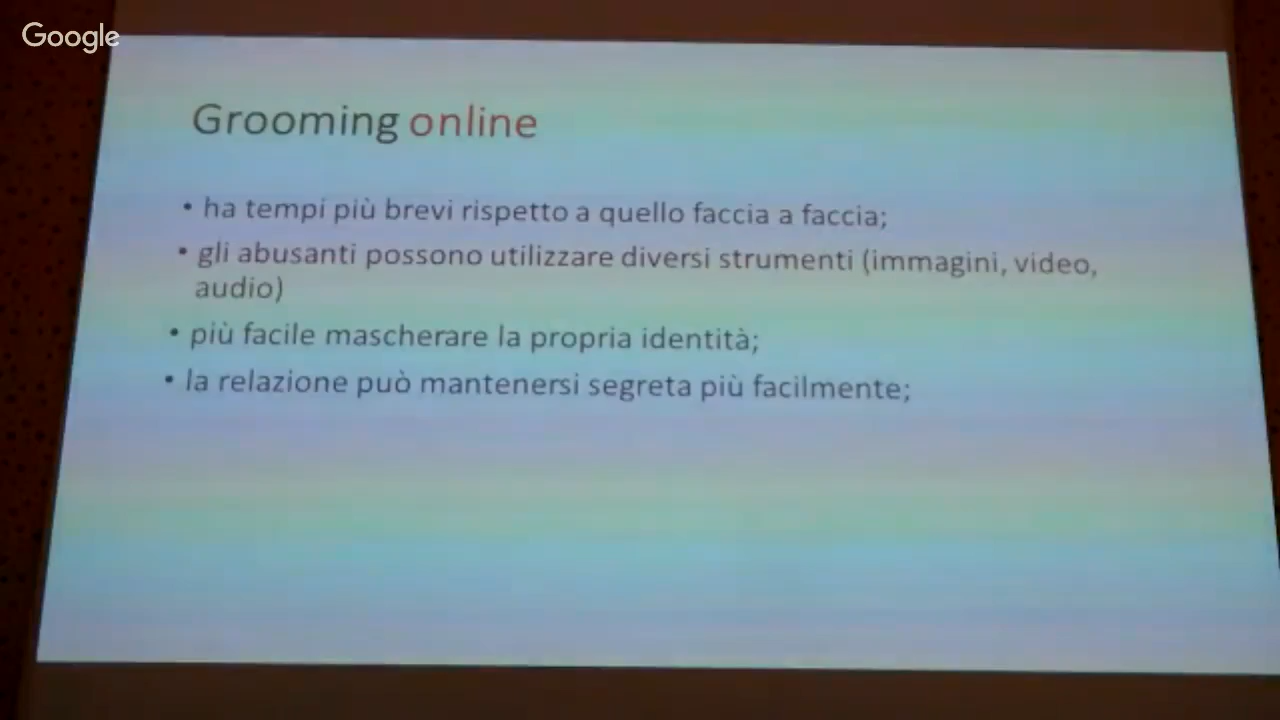 Google
Grooming online
• ha tempi più brevi rispetto a quello faccia a faccia;
• gli abusanti possono utilizzare diversi strumenti (immagini, video,
audio)
• più facile mascherare la propria identità;
• la relazione può mantenersi segreta più facilmente;